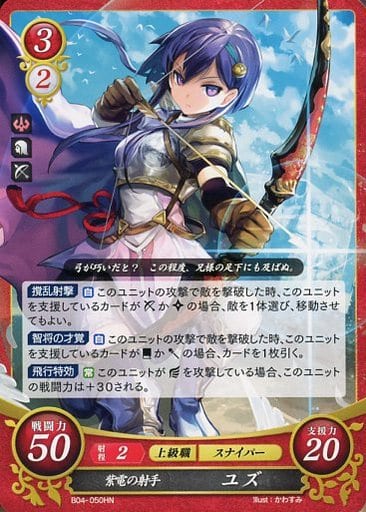 3
2
弓が巧いだと？　この程度、兄様の足下にも及ばぬ。
撹乱射撃 自 このユニットの攻撃で敵を撃破した時、このユニット
を支援しているカードが か の場合、敵を1体選び、移動させ
てもよい。
智将の才覚 自 このユニットの攻撃で敵を撃破した時、このユニット
を支援しているカードが か の場合、カードを1枚引く。
飛行特効 常 このユニットが を攻撃している場合、このユニット
の戦闘力は＋30される。
戦闘力
50
射程 2 上級職 スナイパー
支援力
20
紫竜の射手 ユズ
B04-050HN
Illust：かわすみ